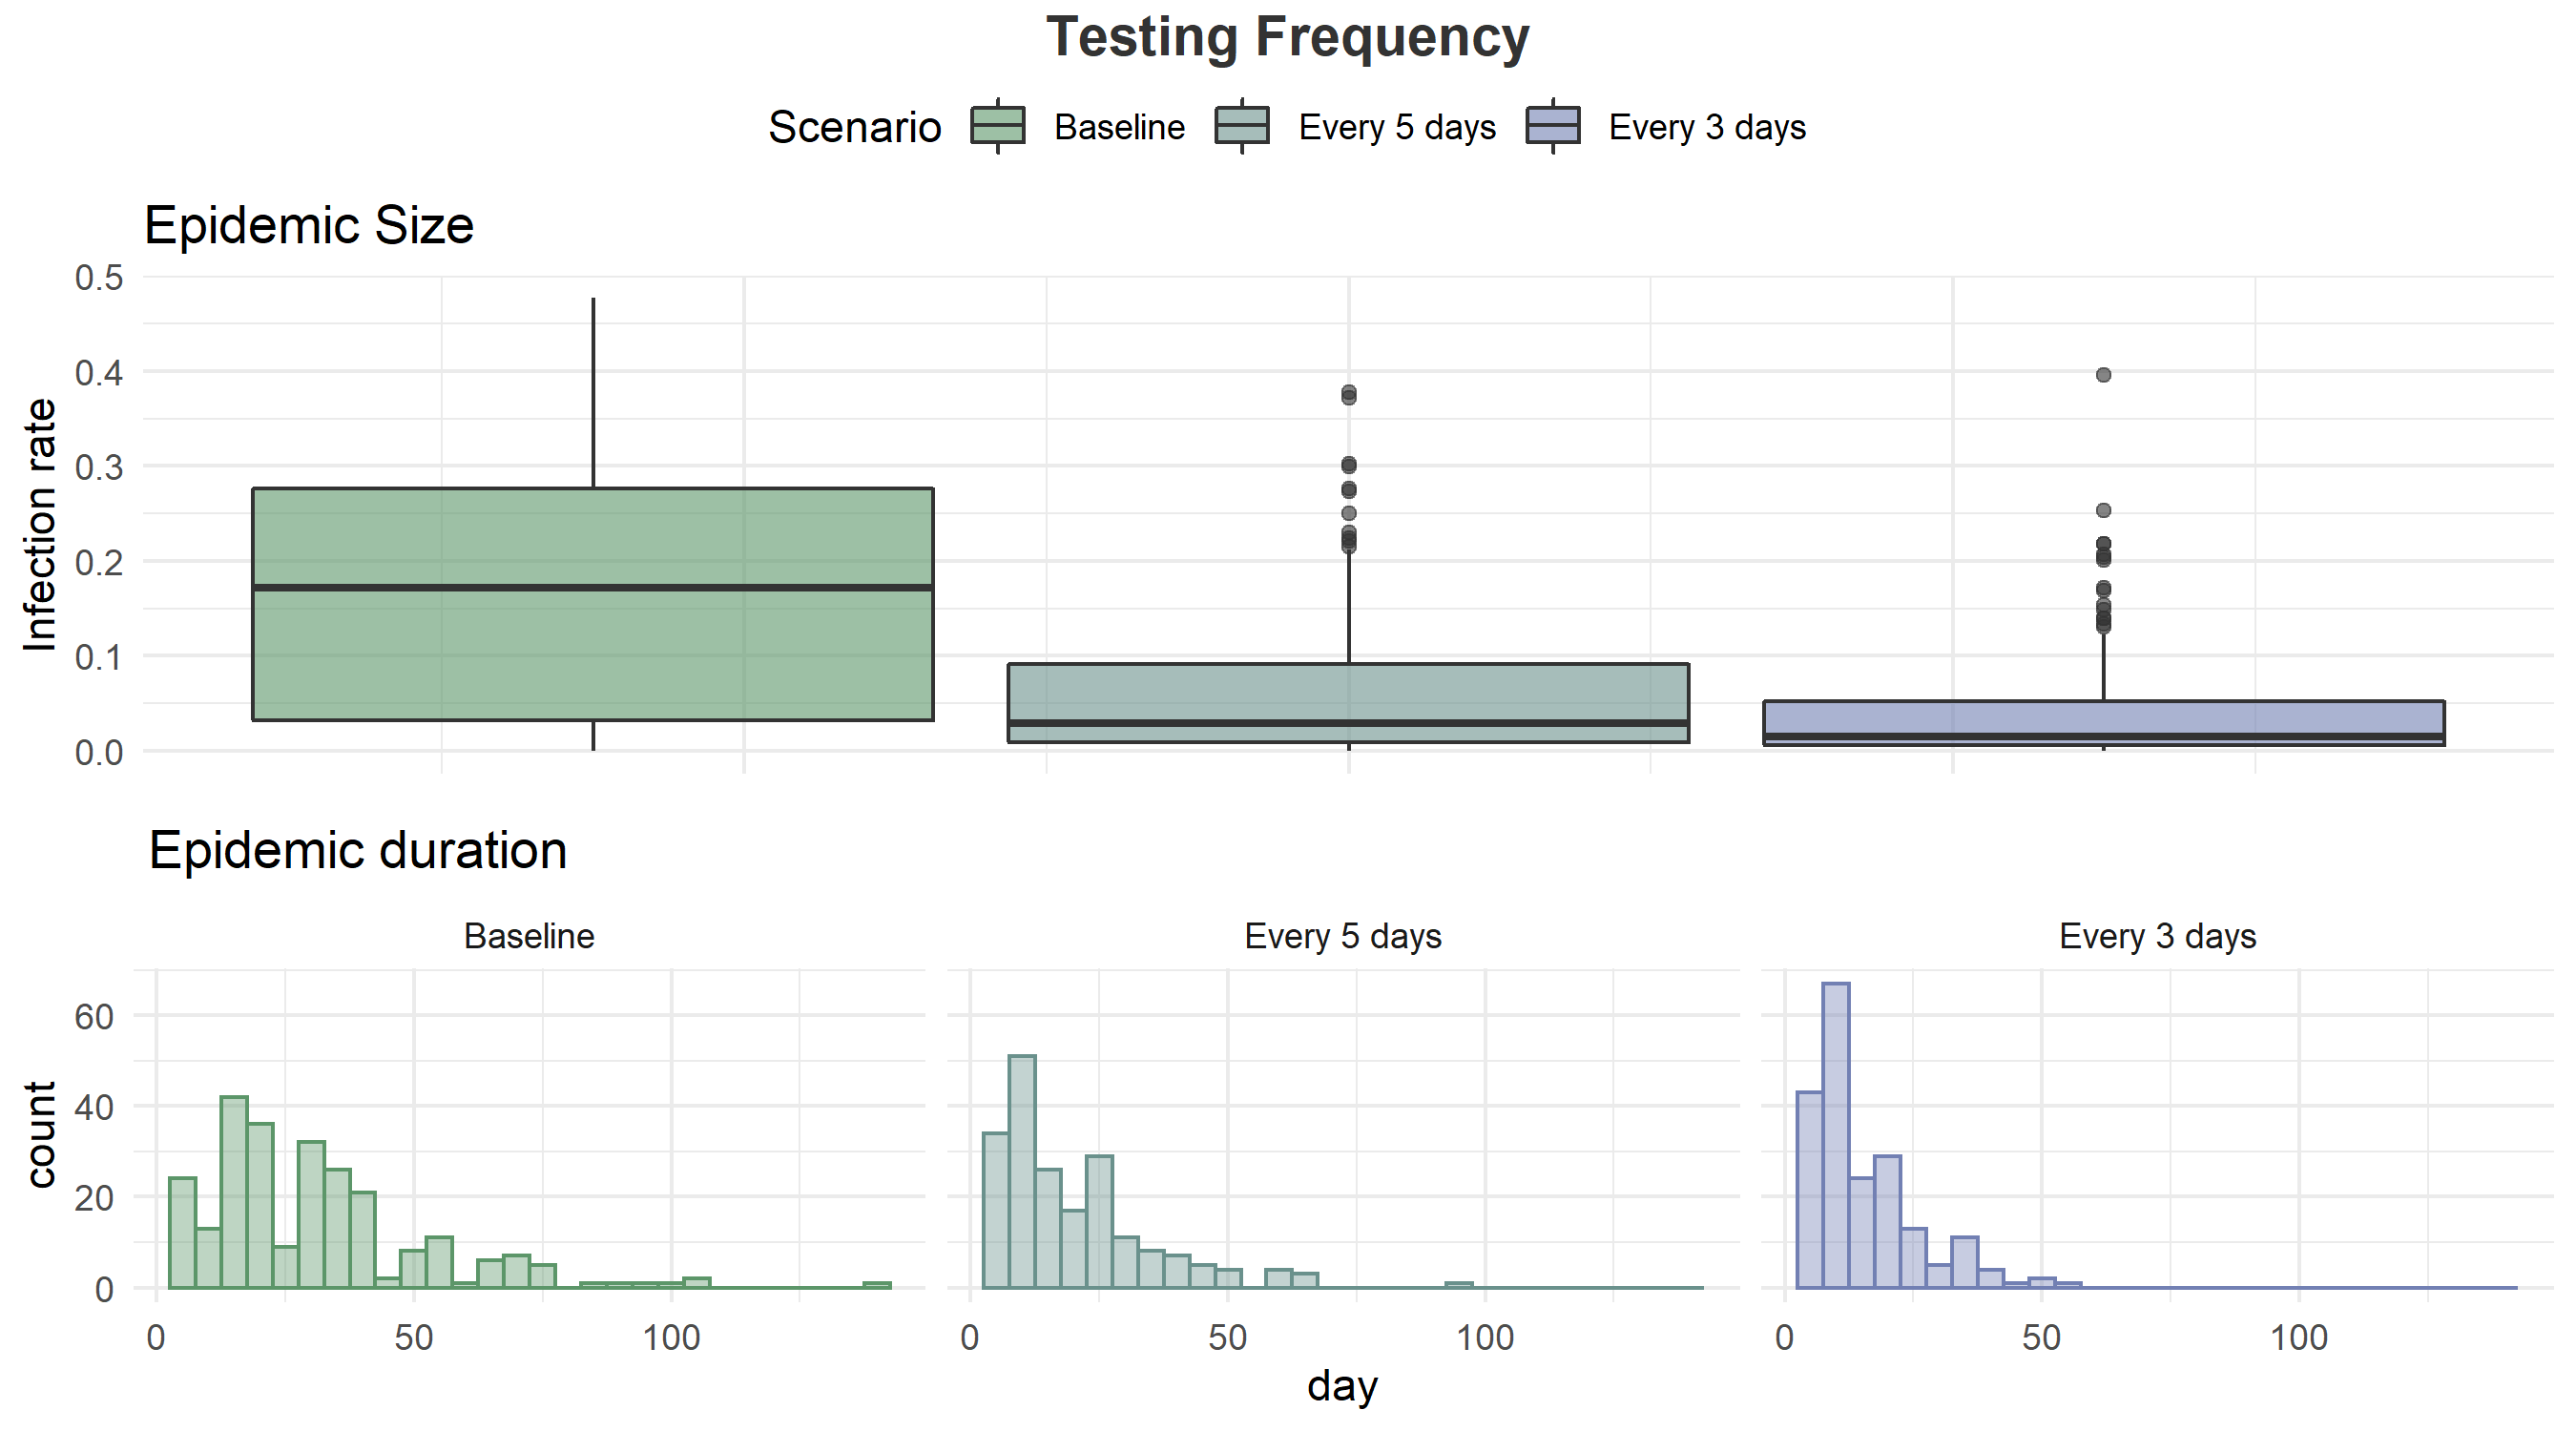 Testing Frequency
Scenario Baseline Every 5 days Every 3 days
Epidemic Size
Infection rate
0.5
0.4
0.3
0.2
0.1
0.0
Epidemic duration
Baseline Every 5 days Every 3 days
count
60
40
20
0
0 50 100 0 50 100 0 50 100
day